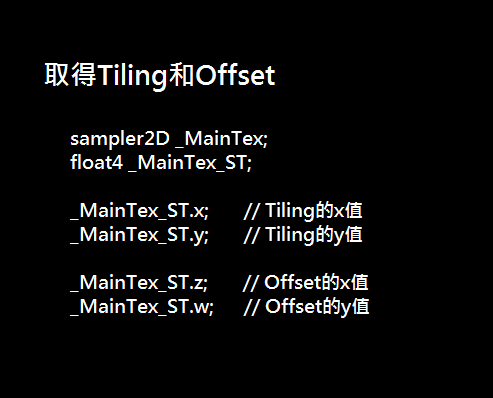 取得Tiling和Offset
sampler2D _MainTex;
float4 _MainTex_ST;
_MainTex_ST.x; // Tiling的x值
_MainTex_ST.y; // Tiling的y值
_MainTex_ST.z; // Offset的x值
_MainTex_ST.w; // Offset的y值